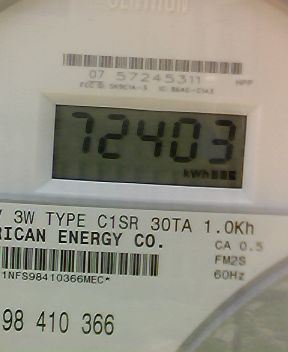 CENTRON
07 57245311
72403
kWh
V 3W TYPE C1SR 30TA 1.0Kh
RICAN ENERGY CO.
CA 0.5
FM2S
60Hz
1NFS98410366MEC*
98 410 366